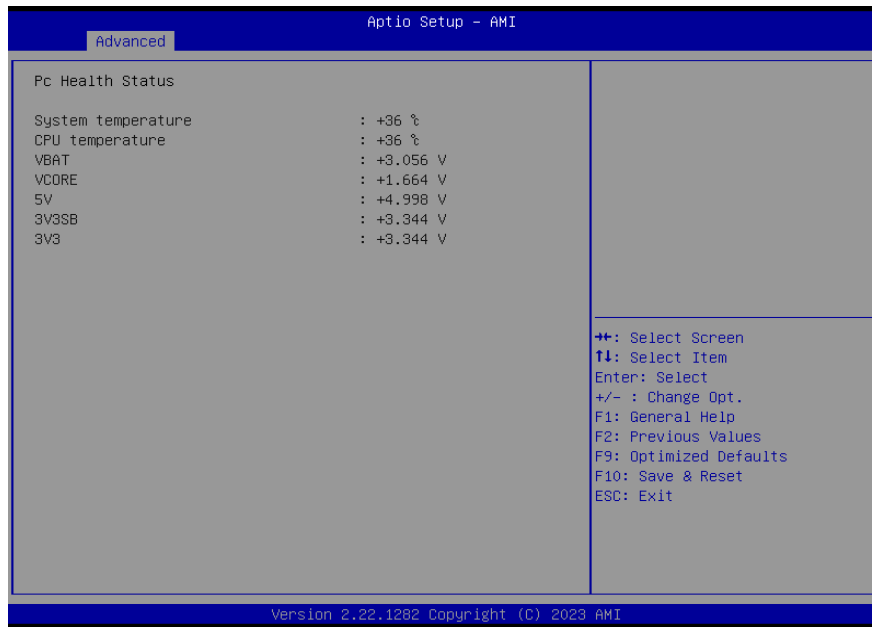 Aptio Setup - AMI
Advanced
Pc Health Status
System temperature : +36 ℃
CPU temperature : +36 ℃
VBAT : +3.056 V
VCORE : +1.664 V
5V : +4.998 V
3V3SB : +3.344 V
3V3 : +3.344 V
→←: Select Screen
↑↓: Select Item
Enter: Select
+/- : Change Opt.
F1: General Help
F2: Previous Values
F9: Optimized Defaults
F10: Save & Reset
ESC: Exit
Version 2.22.1282 Copyright (C) 2023 AMI